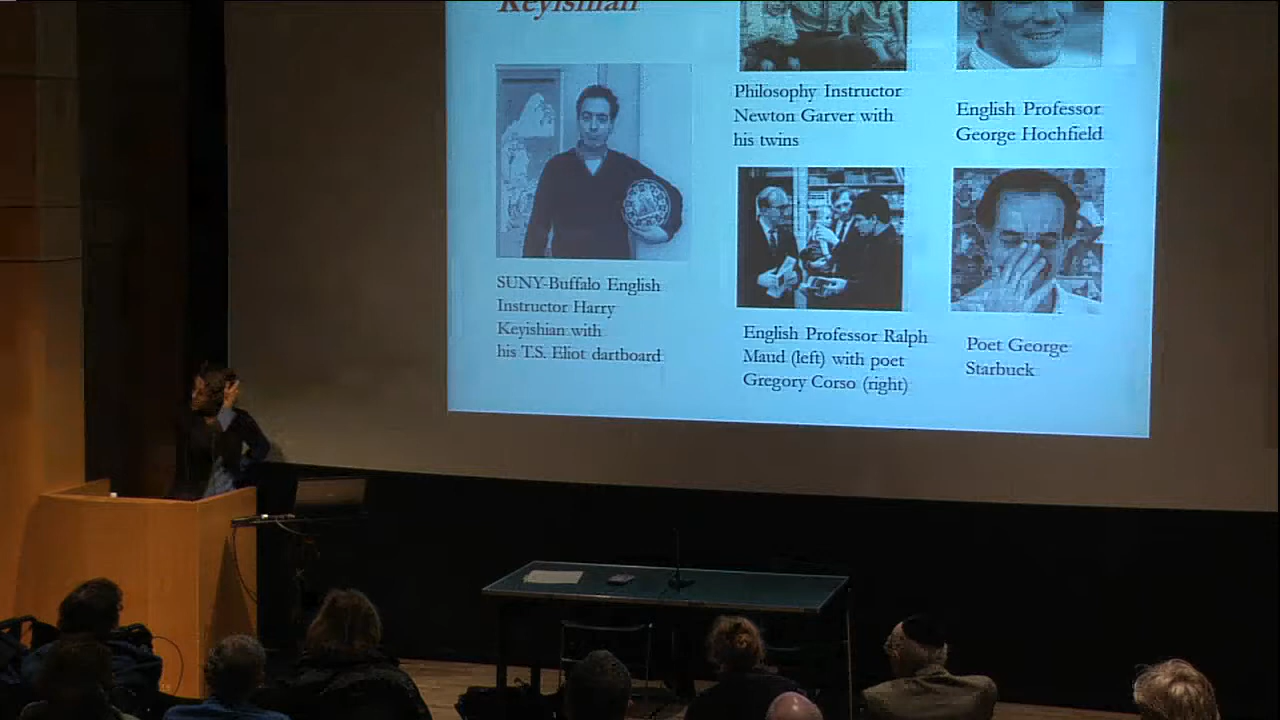 Keyishian
SUNY-Buffalo English
Instructor Harry
Keyishian with
his T.S. Eliot dartboard
Philosophy Instructor
Newton Garver with
his twins
English Professor
George Hochfield
English Professor Ralph
Maud (left) with poet
Gregory Corso (right)
Poet George
Starbuck